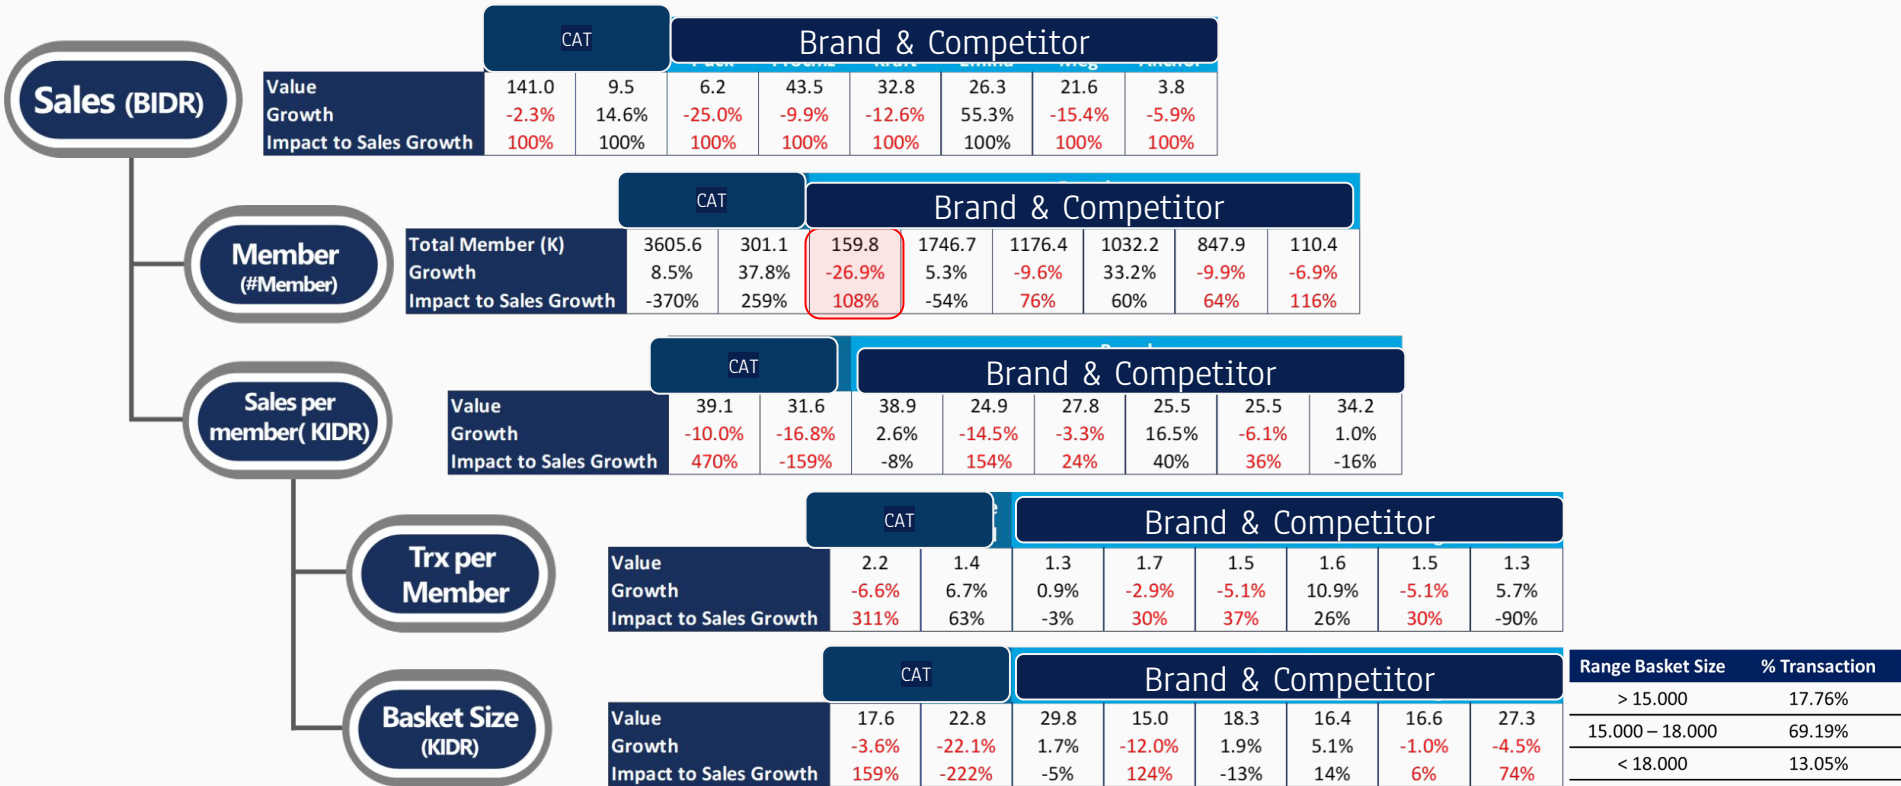 CAT
Brand & Competitor
Sales (BIDR)
Value 141.0 9.5 6.2 43.5 32.8 26.3 21.6 3.8
Growth -2.3% 14.6% -25.0% -9.9% -12.6% 55.3% -15.4% -5.9%
Impact to Sales Growth 100% 100% 100% 100% 100% 100% 100% 100%
CAT
Brand & Competitor
Member
(#Member)
Total Member (K) 3605.6 301.1 159.8 1746.7 1176.4 1032.2 847.9 110.4
Growth 8.5% 37.8% -26.9% 5.3% -9.6% 33.2% -9.9% -6.9%
Impact to Sales Growth -370% 259% 108% -54% 76% 60% 64% 116%
CAT
Brand & Competitor
Sales per
member( KIDR)
Value 39.1 31.6 38.9 24.9 27.8 25.5 25.5 34.2
Growth -10.0% -16.8% 2.6% -14.5% -3.3% 16.5% -6.1% 1.0%
Impact to Sales Growth 470% -159% -8% 154% 24% 40% 36% -16%
CAT
Brand & Competitor
Trx per
Member
Value 2.2 1.4 1.3 1.7 1.5 1.6 1.5 1.3
Growth -6.6% 6.7% 0.9% -2.9% -5.1% 10.9% -5.1% 5.7%
Impact to Sales Growth 311% 63% -3% 30% 37% 26% 30% -90%
CAT
Brand & Competitor
Basket Size
(KIDR)
Value 17.6 22.8 29.8 15.0 18.3 16.4 16.6 27.3
Growth -3.6% -22.1% 1.7% -12.0% 1.9% 5.1% -1.0% -4.5%
Impact to Sales Growth 159% -222% -5% 124% -13% 14% 6% 74%
Range Basket Size % Transaction
> 15.000 17.76%
15.000 – 18.000 69.19%
< 18.000 13.05%